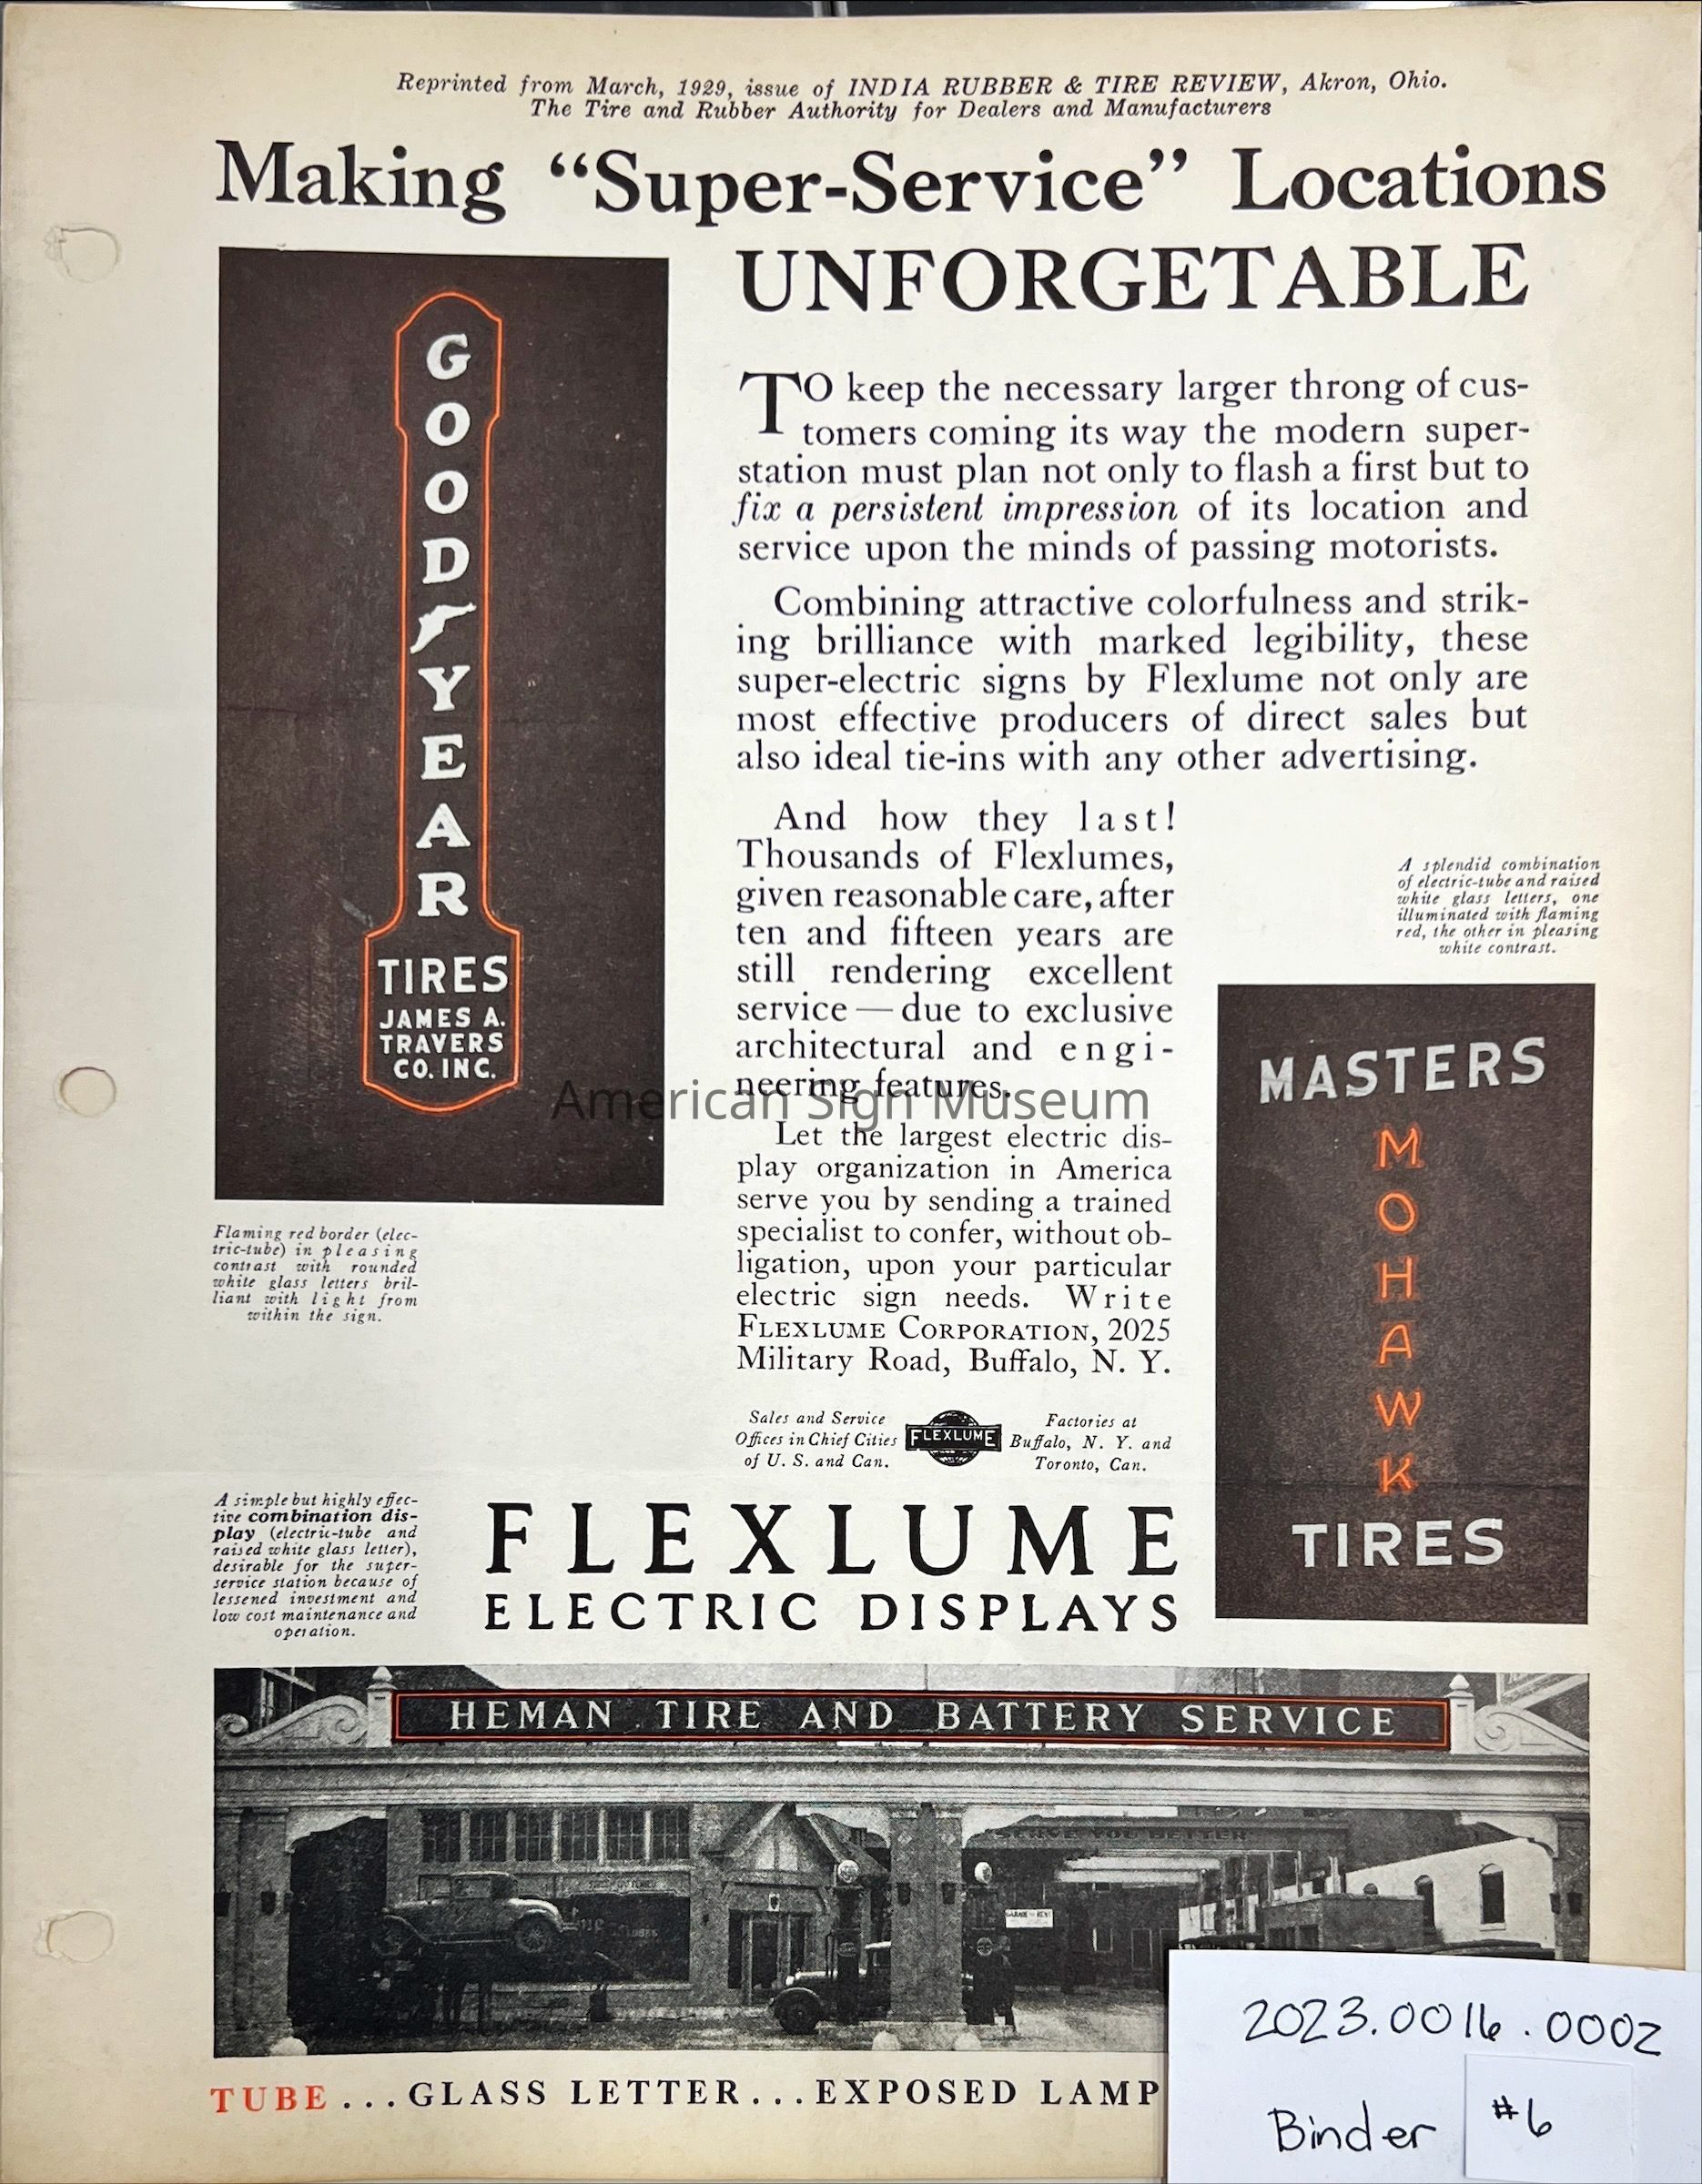 Reprinted from March, 1929, issue of INDIA RUBBER & TIRE REVIEW, Akron, Ohio.
The Tire and Rubber Authority for Dealers and Manufacturers
Making “Super-Service” Locations
UNFORGETABLE
GOODYEAR
TIRES
JAMES A.
TRAVERS
CO. INC.
TO keep the necessary larger throng of cus-
tomers coming its way the modern super-
station must plan not only to flash a first but to
fix a persistent impression of its location and
service upon the minds of passing motorists.
Combining attractive colorfulness and strik-
ing brilliance with marked legibility, these
super-electric signs by Flexlume not only are
most effective producers of direct sales but
also ideal tie-ins with any other advertising.
And how they last!
Thousands of Flexlumes,
given reasonable care, after
ten and fifteen years are
still rendering excellent
service — due to exclusive
architectural and engi-
neering features.
Let the largest electric dis-
play organization in America
serve you by sending a trained
specialist to confer, without ob-
ligation, upon your particular
electric sign needs. Write
FLEXLUME CORPORATION, 2025
Military Road, Buffalo, N. Y.
A splendid combination
of electric-tube and raised
white glass letters, one
illuminated with flaming
red, the other in pleasing
white contrast.
MASTERS
MOHAWK
TIRES
American Sign Museum
Flaming red border (elec-
tric-tube) in pleasing
contrast with rounded
white glass letters bril-
liant with light from
within the sign.
Sales and Service
Offices in Chief Cities
of U. S. and Can.
FLEXLUME
Factories at
Buffalo, N. Y. and
Toronto, Can.
A simple but highly effec-
tive combination dis-
play (electric-tube and
raised white glass letter),
desirable for the super-
service station because of
lessened investment and
low cost maintenance and
operation.
FLEXLUME
ELECTRIC DISPLAYS
HEMAN TIRE AND BATTERY SERVICE
SERVE YOU BETTER
TUBE...GLASS LETTER...EXPOSED LAMP
2023.0016.0002
Binder #6